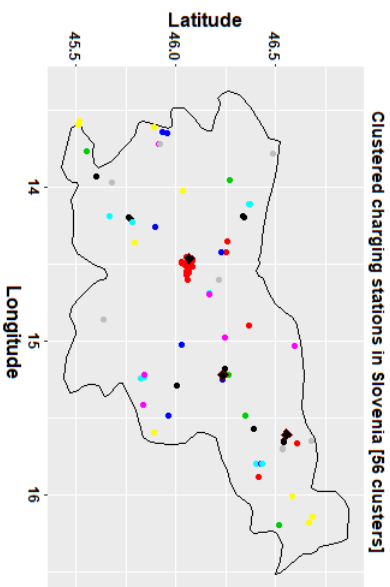 Clustered charging stations in Slovenia [56 clusters]
Latitude
46.5
46.0
45.5
14
15
16
Longitude